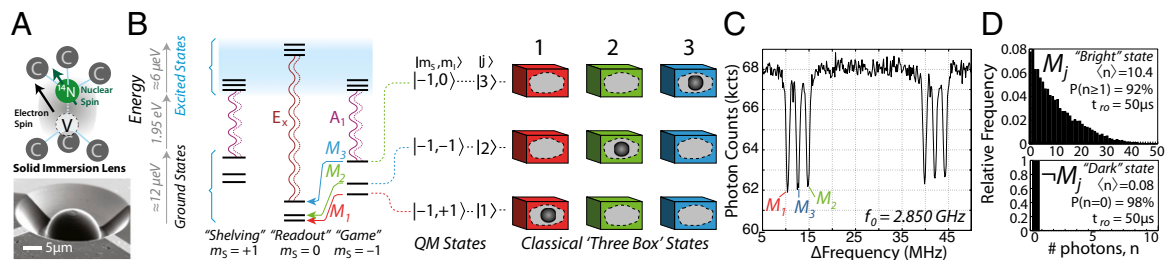 A
C
C
C
14N
Nuclear
Spin
Electron
Spin
V
C
C
C
Solid Immersion Lens
5μm
B
Energy
≈12 μeV
1.95 eV
≈6 μeV
Ground States
Excited States
Ex
A1
M3
M2
M1
"Shelving"
mS = +1
"Readout"
mS = 0
"Game"
mS = −1
|mS, mI⟩ |j⟩
|−1,0⟩ |3⟩
|−1,−1⟩ |2⟩
|−1,+1⟩ |1⟩
QM States
1 2 3
Classical 'Three Box' States
C
Photon Counts (kcts)
68
66
64
62
60
M1
M3
M2
f0 = 2.850 GHz
5 15 25 35 45
ΔFrequency (MHz)
D
Relative Frequency
0.08
0.06
0.04
0.02
0
Mj
"Bright" state
⟨n⟩=10.4
P(n≥1) = 92%
t ro = 50μs
0 10 20 30 40 50
1
0.8
0.6
0.4
0.2
0
"Dark" state
¬Mj ⟨n⟩=0.08
P(n=0) = 98%
t ro = 50μs
0 5 10
# photons, n